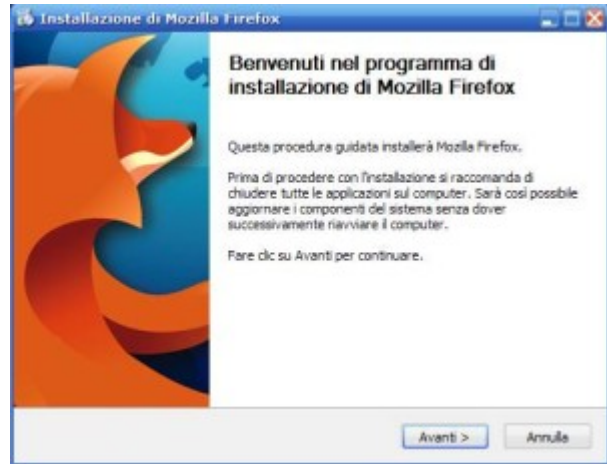 Installazione di Mozilla Firefox
Benvenuti nel programma di
installazione di Mozilla Firefox
Questa procedura guidata installerà Mozilla Firefox.
Prima di procedere con l'installazione si raccomanda di
chiudere tutte le applicazioni sul computer. Sarà così possibile
aggiornare i componenti del sistema senza dover
successivamente riavviare il computer.
Fare clic su Avanti per continuare.
Avanti >
Annulla